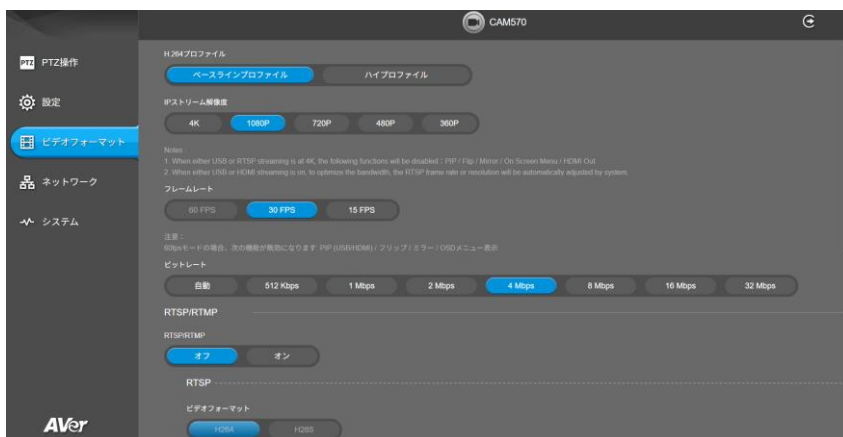 CAM570
PTZ PTZ操作
設定
ビデオフォーマット
ネットワーク
システム
AVer
H.264プロファイル
ベースラインプロファイル ハイプロファイル
IPストリーム解像度
4K 1080P 720P 480P 360P
Notes :
1. When either USB or RTSP streaming is at 4K, the following functions will be disabled : PIP / Flip / Mirror / On Screen Menu / HDMI Out
2. When either USB or HDMI streaming is on, to optimize the bandwidth, the RTSP frame rate or resolution will be automatically adjusted by system.
フレームレート
60 FPS 30 FPS 15 FPS
注意 :
60fpsモードの場合、次の機能が無効になります: PIP (USB/HDMI) / フリップ / ミラー / OSDメニュー表示
ビットレート
自動 512 Kbps 1 Mbps 2 Mbps 4 Mbps 8 Mbps 16 Mbps 32 Mbps
RTSP/RTMP
RTSP/RTMP
オフ オン
RTSP
ビデオフォーマット
H264 H265